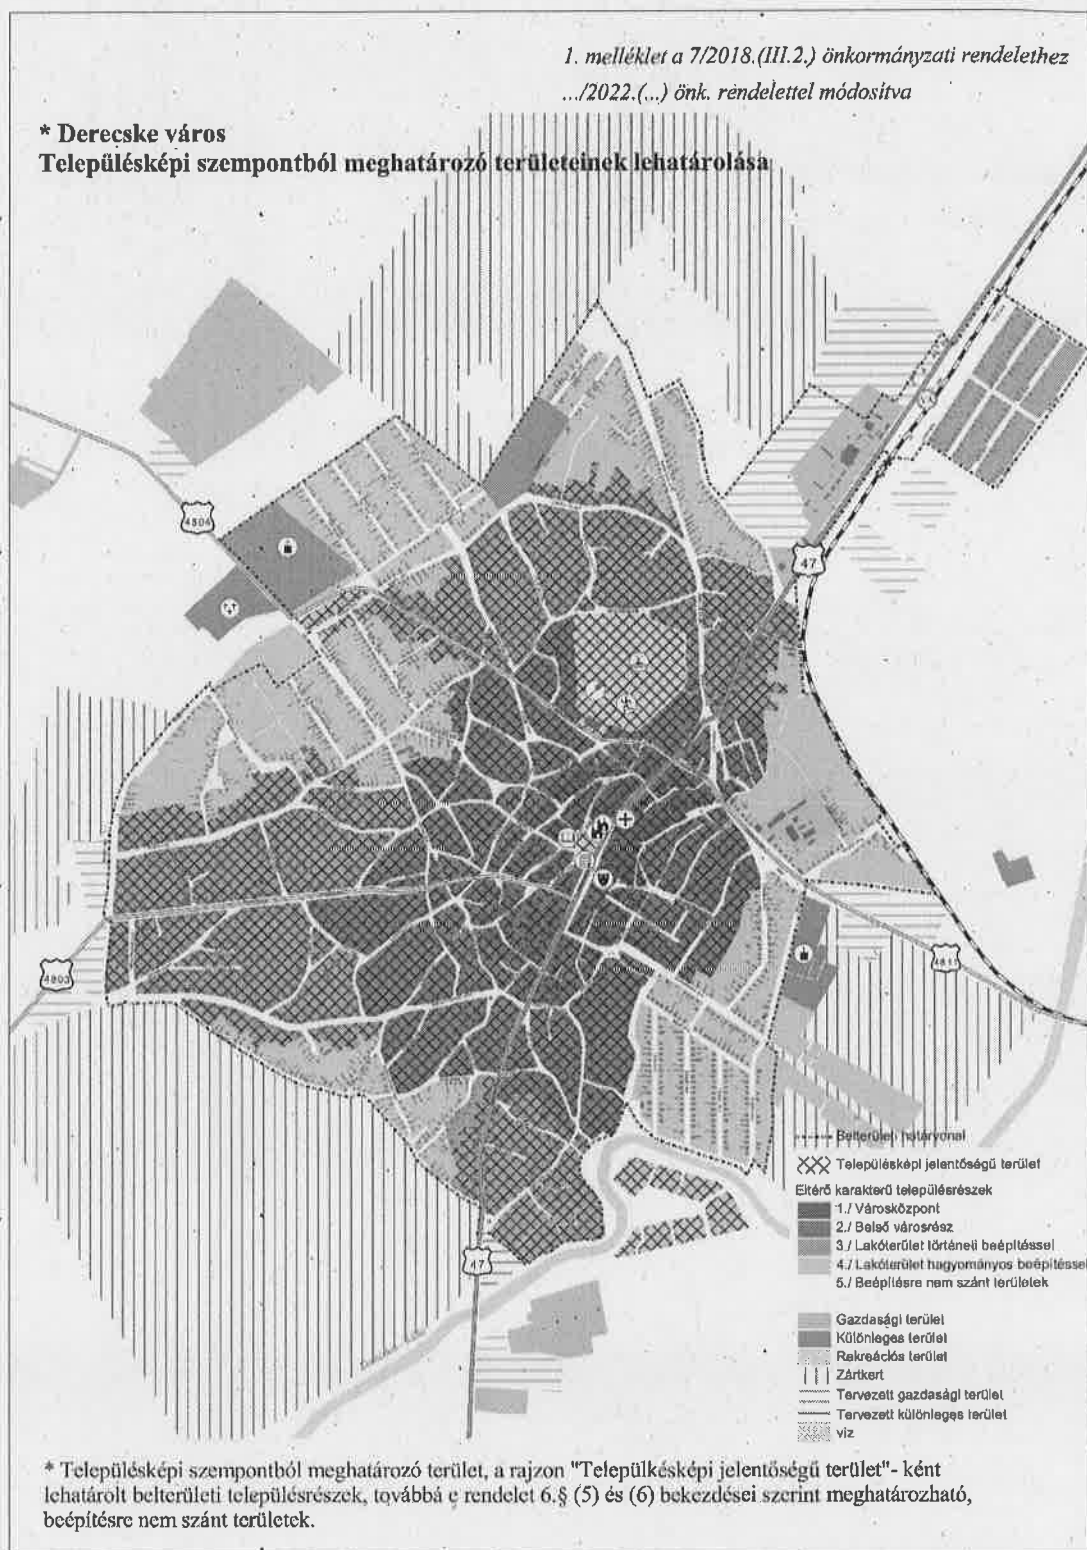 1. melléklet a 7/2018.(III.2.) önkormányzati rendelethez
.../2022.(...) önk. rendelettel módosítva
* Derecske város
Településképi szempontból meghatározó területeinek lehatárolása
4804
47
4803
4811
47
Belterületi határvonal
Településképi jelentőségű terület
Eltérő karakterű településrészek
1./ Városközpont
2./ Belső városrész
3./ Lakóterület történeti beépítéssel
4./ Lakóterület hagyományos beépítéssel
5./ Beépítésre nem szánt területek
Gazdasági terület
Különleges terület
Rekreációs terület
Zártkert
Tervezett gazdasági terület
Tervezett különleges terület
víz
* Településképi szempontból meghatározó terület, a rajzon "Települkésképi jelentőségű terület"- ként
lehatárolt belterületi településrészek, továbbá e rendelet 6.§ (5) és (6) bekezdései szerint meghatározható,
beépítésre nem szánt területek.